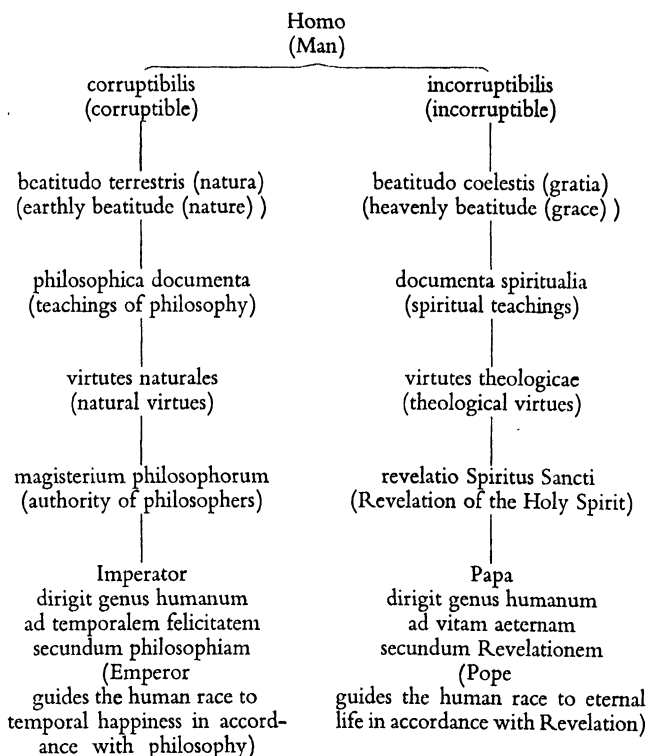 Homo
(Man)
corruptibilis
(corruptible)
beatitudo terrestris (natura)
(earthly beatitude (nature) )
philosophica documenta
(teachings of philosophy)
virtutes naturales
(natural virtues)
magisterium philosophorum
(authority of philosophers)
Imperator
dirigit genus humanum
ad temporalem felicitatem
secundum philosophiam
(Emperor
guides the human race to
temporal happiness in accord-
ance with philosophy)
incorruptibilis
(incorruptible)
beatitudo coelestis (gratia)
(heavenly beatitude (grace) )
documenta spiritualia
(spiritual teachings)
virtutes theologicae
(theological virtues)
revelatio Spiritus Sancti
(Revelation of the Holy Spirit)
Papa
dirigit genus humanum
ad vitam aeternam
secundum Revelationem
(Pope
guides the human race to eternal
life in accordance with Revelation)